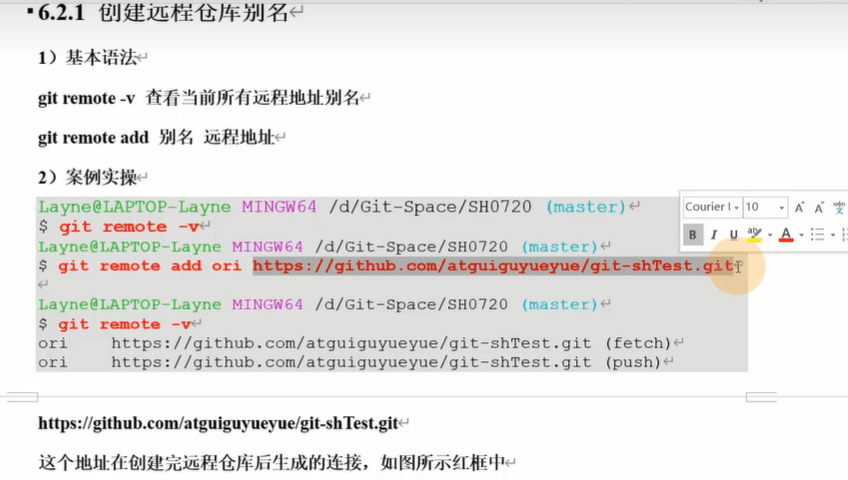 6.2.1 创建远程仓库别名
1）基本语法
git remote -v 查看当前所有远程地址别名
git remote add 别名 远程地址
2）案例实操
Layne@LAPTOP-Layne MINGW64 /d/Git-Space/SH0720 (master)
$ git remote -v
Layne@LAPTOP-Layne MINGW64 /d/Git-Space/SH0720 (master)
$ git remote add ori https://github.com/atguiguyueyue/git-shTest.git
Layne@LAPTOP-Layne MINGW64 /d/Git-Space/SH0720 (master)
$ git remote -v
ori https://github.com/atguiguyueyue/git-shTest.git (fetch)
ori https://github.com/atguiguyueyue/git-shTest.git (push)
Courier 10 A A
B I U aby A
https://github.com/atguiguyueyue/git-shTest.git
这个地址在创建完远程仓库后生成的连接，如图所示红框中